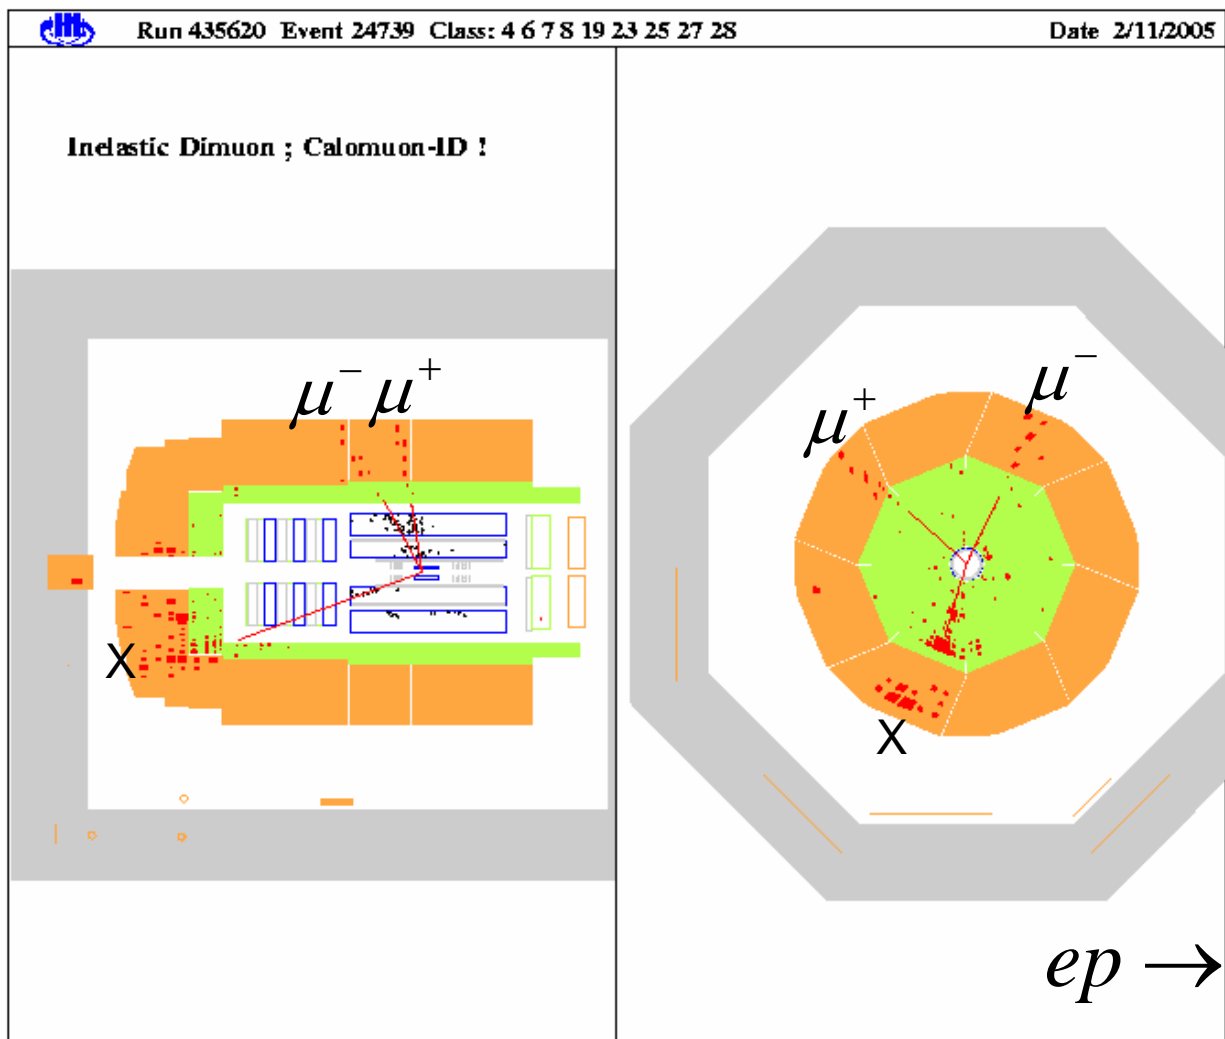 Run 435620 Event 24739 Class: 4 6 7 8 19 23 25 27 28 Date 2/11/2005
Inelastic Dimuon ; Calomuon-ID !
μ⁻ μ⁺
μ⁻
μ⁺
X
X
ep →